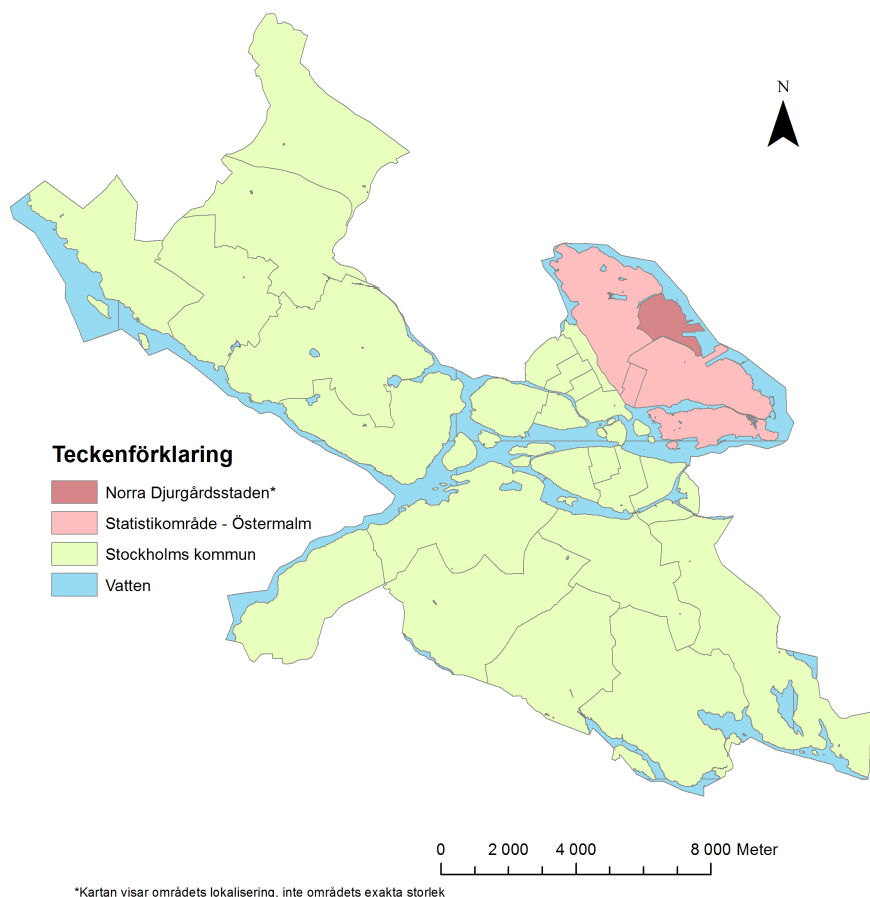 N
Teckenförklaring
Norra Djurgårdsstaden*
Statistikområde - Östermalm
Stockholms kommun
Vatten
0 2 000 4 000 8 000 Meter
*Kartan visar områdets lokalisering, inte områdets exakta storlek